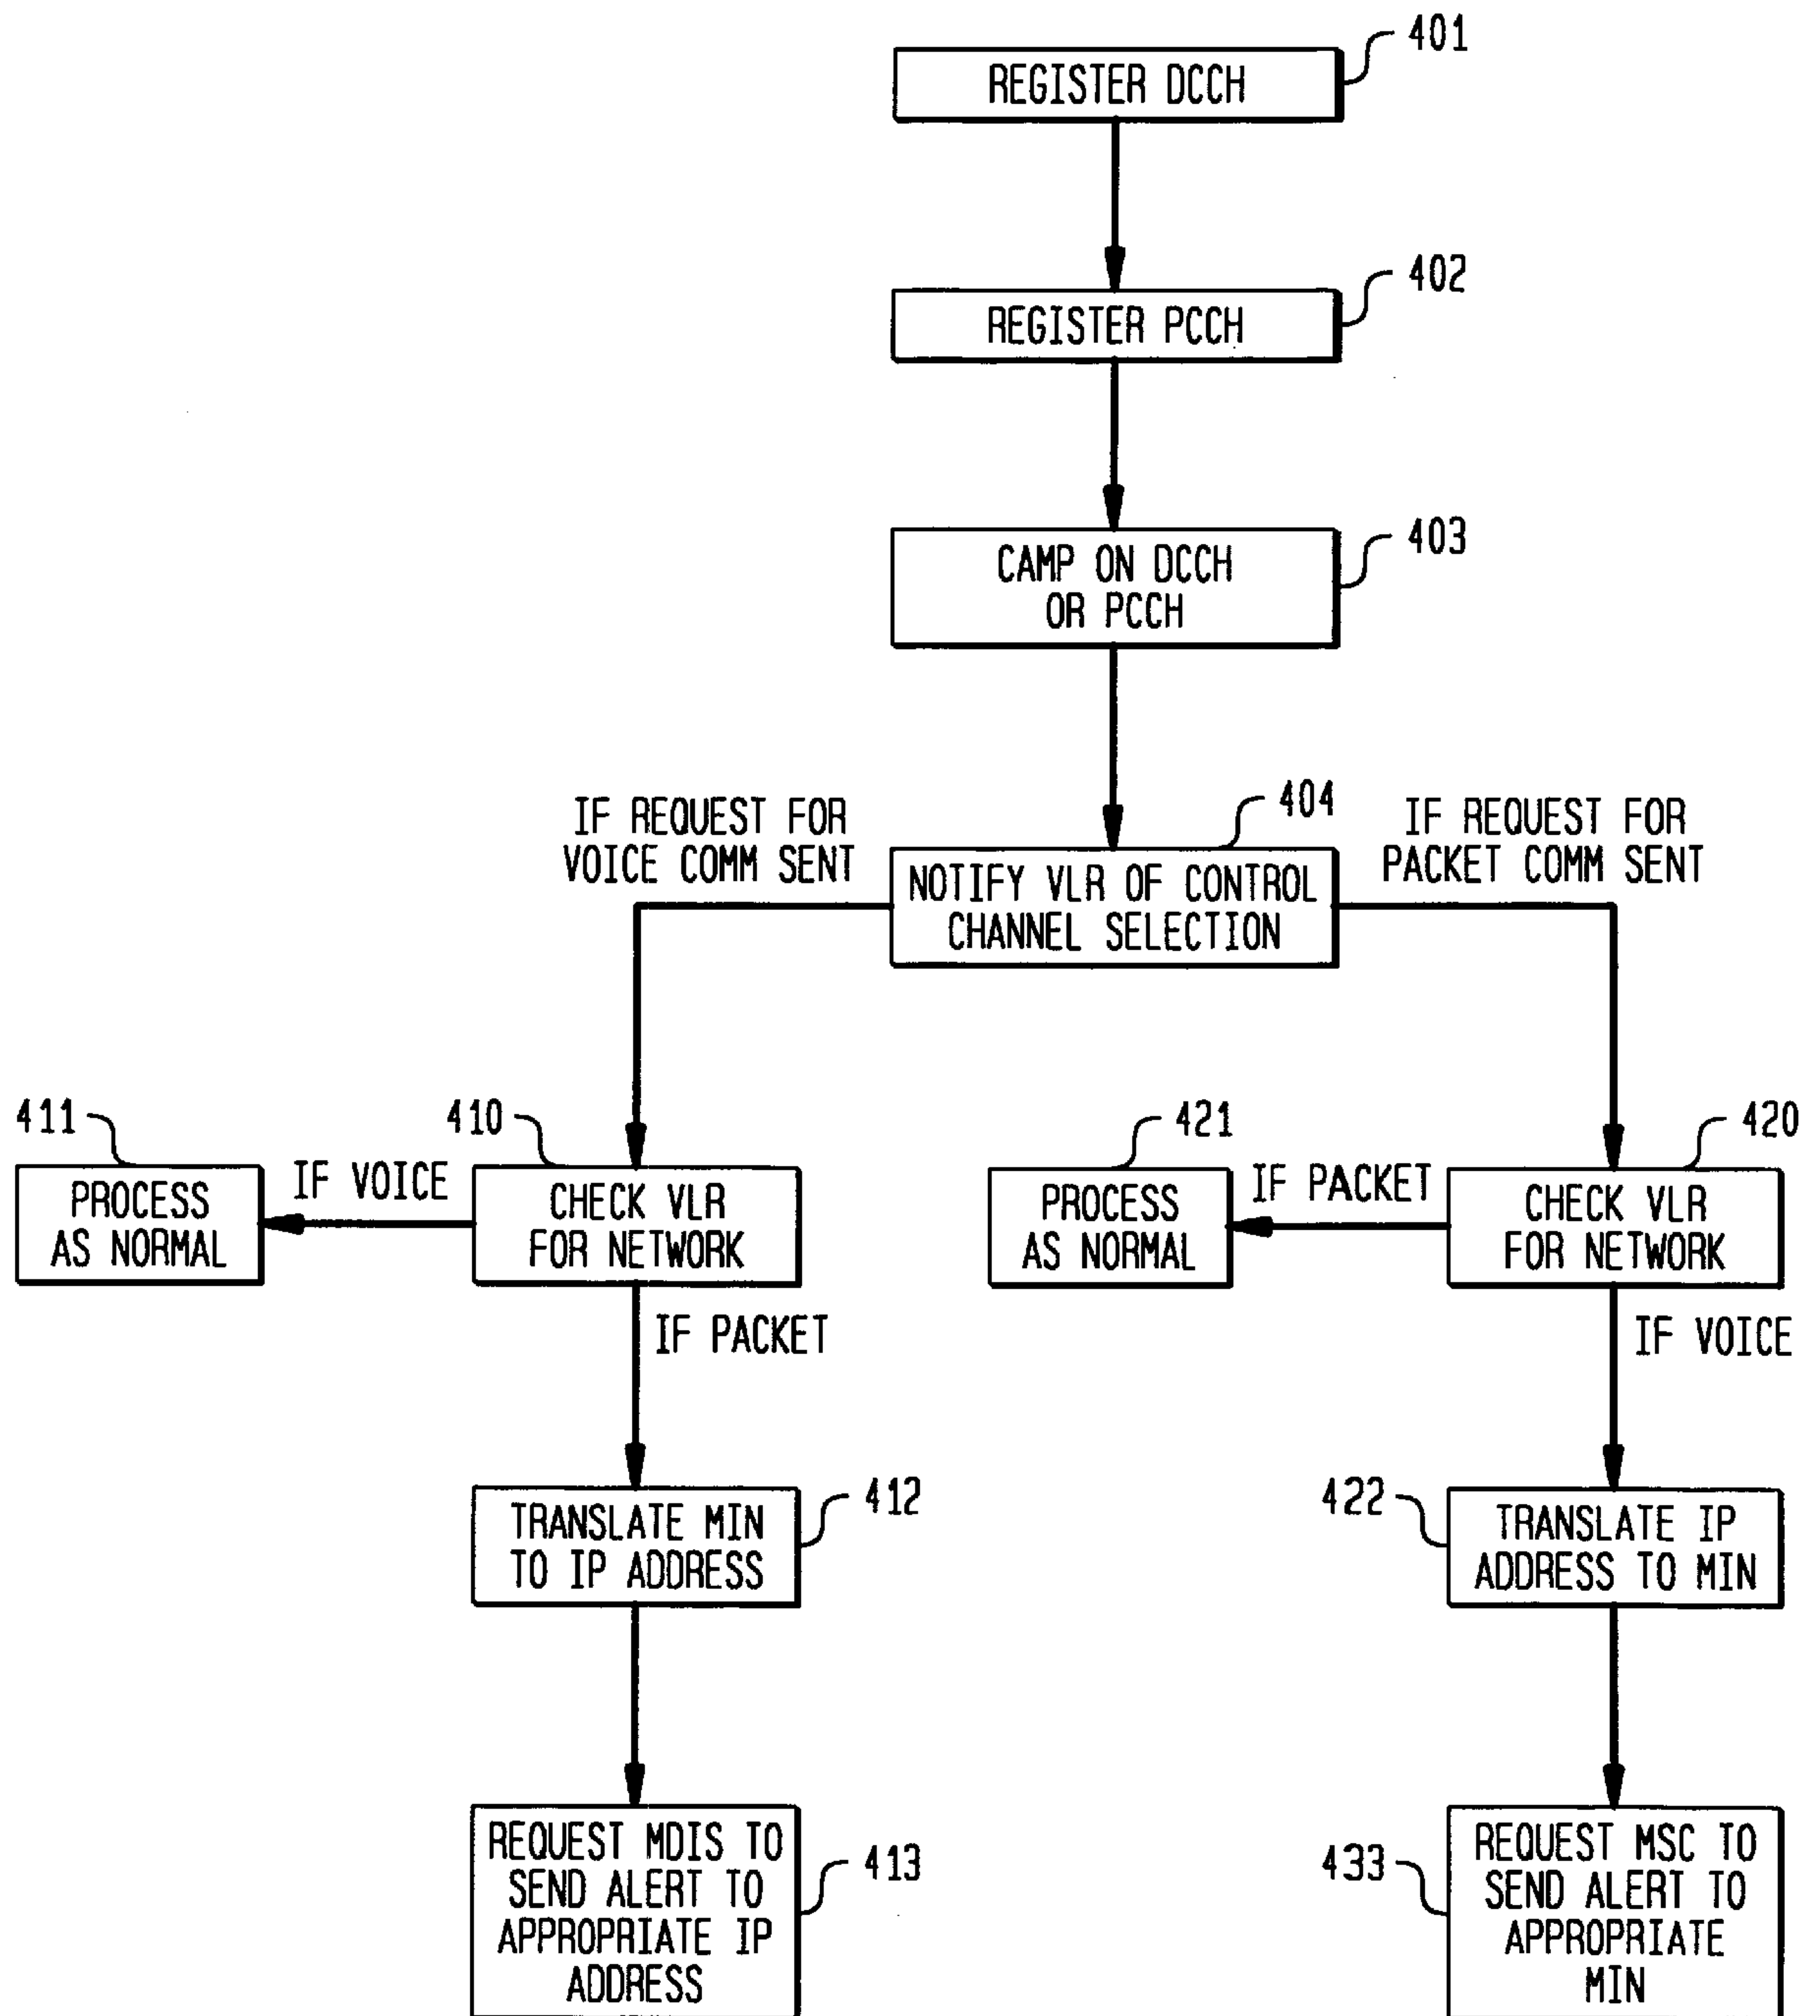 401
REGISTER DCCH
402
REGISTER PCCH
403
CAMP ON DCCH
OR PCCH
404
IF REQUEST FOR
VOICE COMM SENT
IF REQUEST FOR
PACKET COMM SENT
NOTIFY VLR OF CONTROL
CHANNEL SELECTION
411
410
421
420
PROCESS
AS NORMAL
IF VOICE
CHECK VLR
FOR NETWORK
PROCESS
AS NORMAL
IF PACKET
CHECK VLR
FOR NETWORK
IF PACKET
IF VOICE
412
TRANSLATE MIN
TO IP ADDRESS
422
TRANSLATE IP
ADDRESS TO MIN
413
REQUEST MDIS TO
SEND ALERT TO
APPROPRIATE IP
ADDRESS
433
REQUEST MSC TO
SEND ALERT TO
APPROPRIATE
MIN